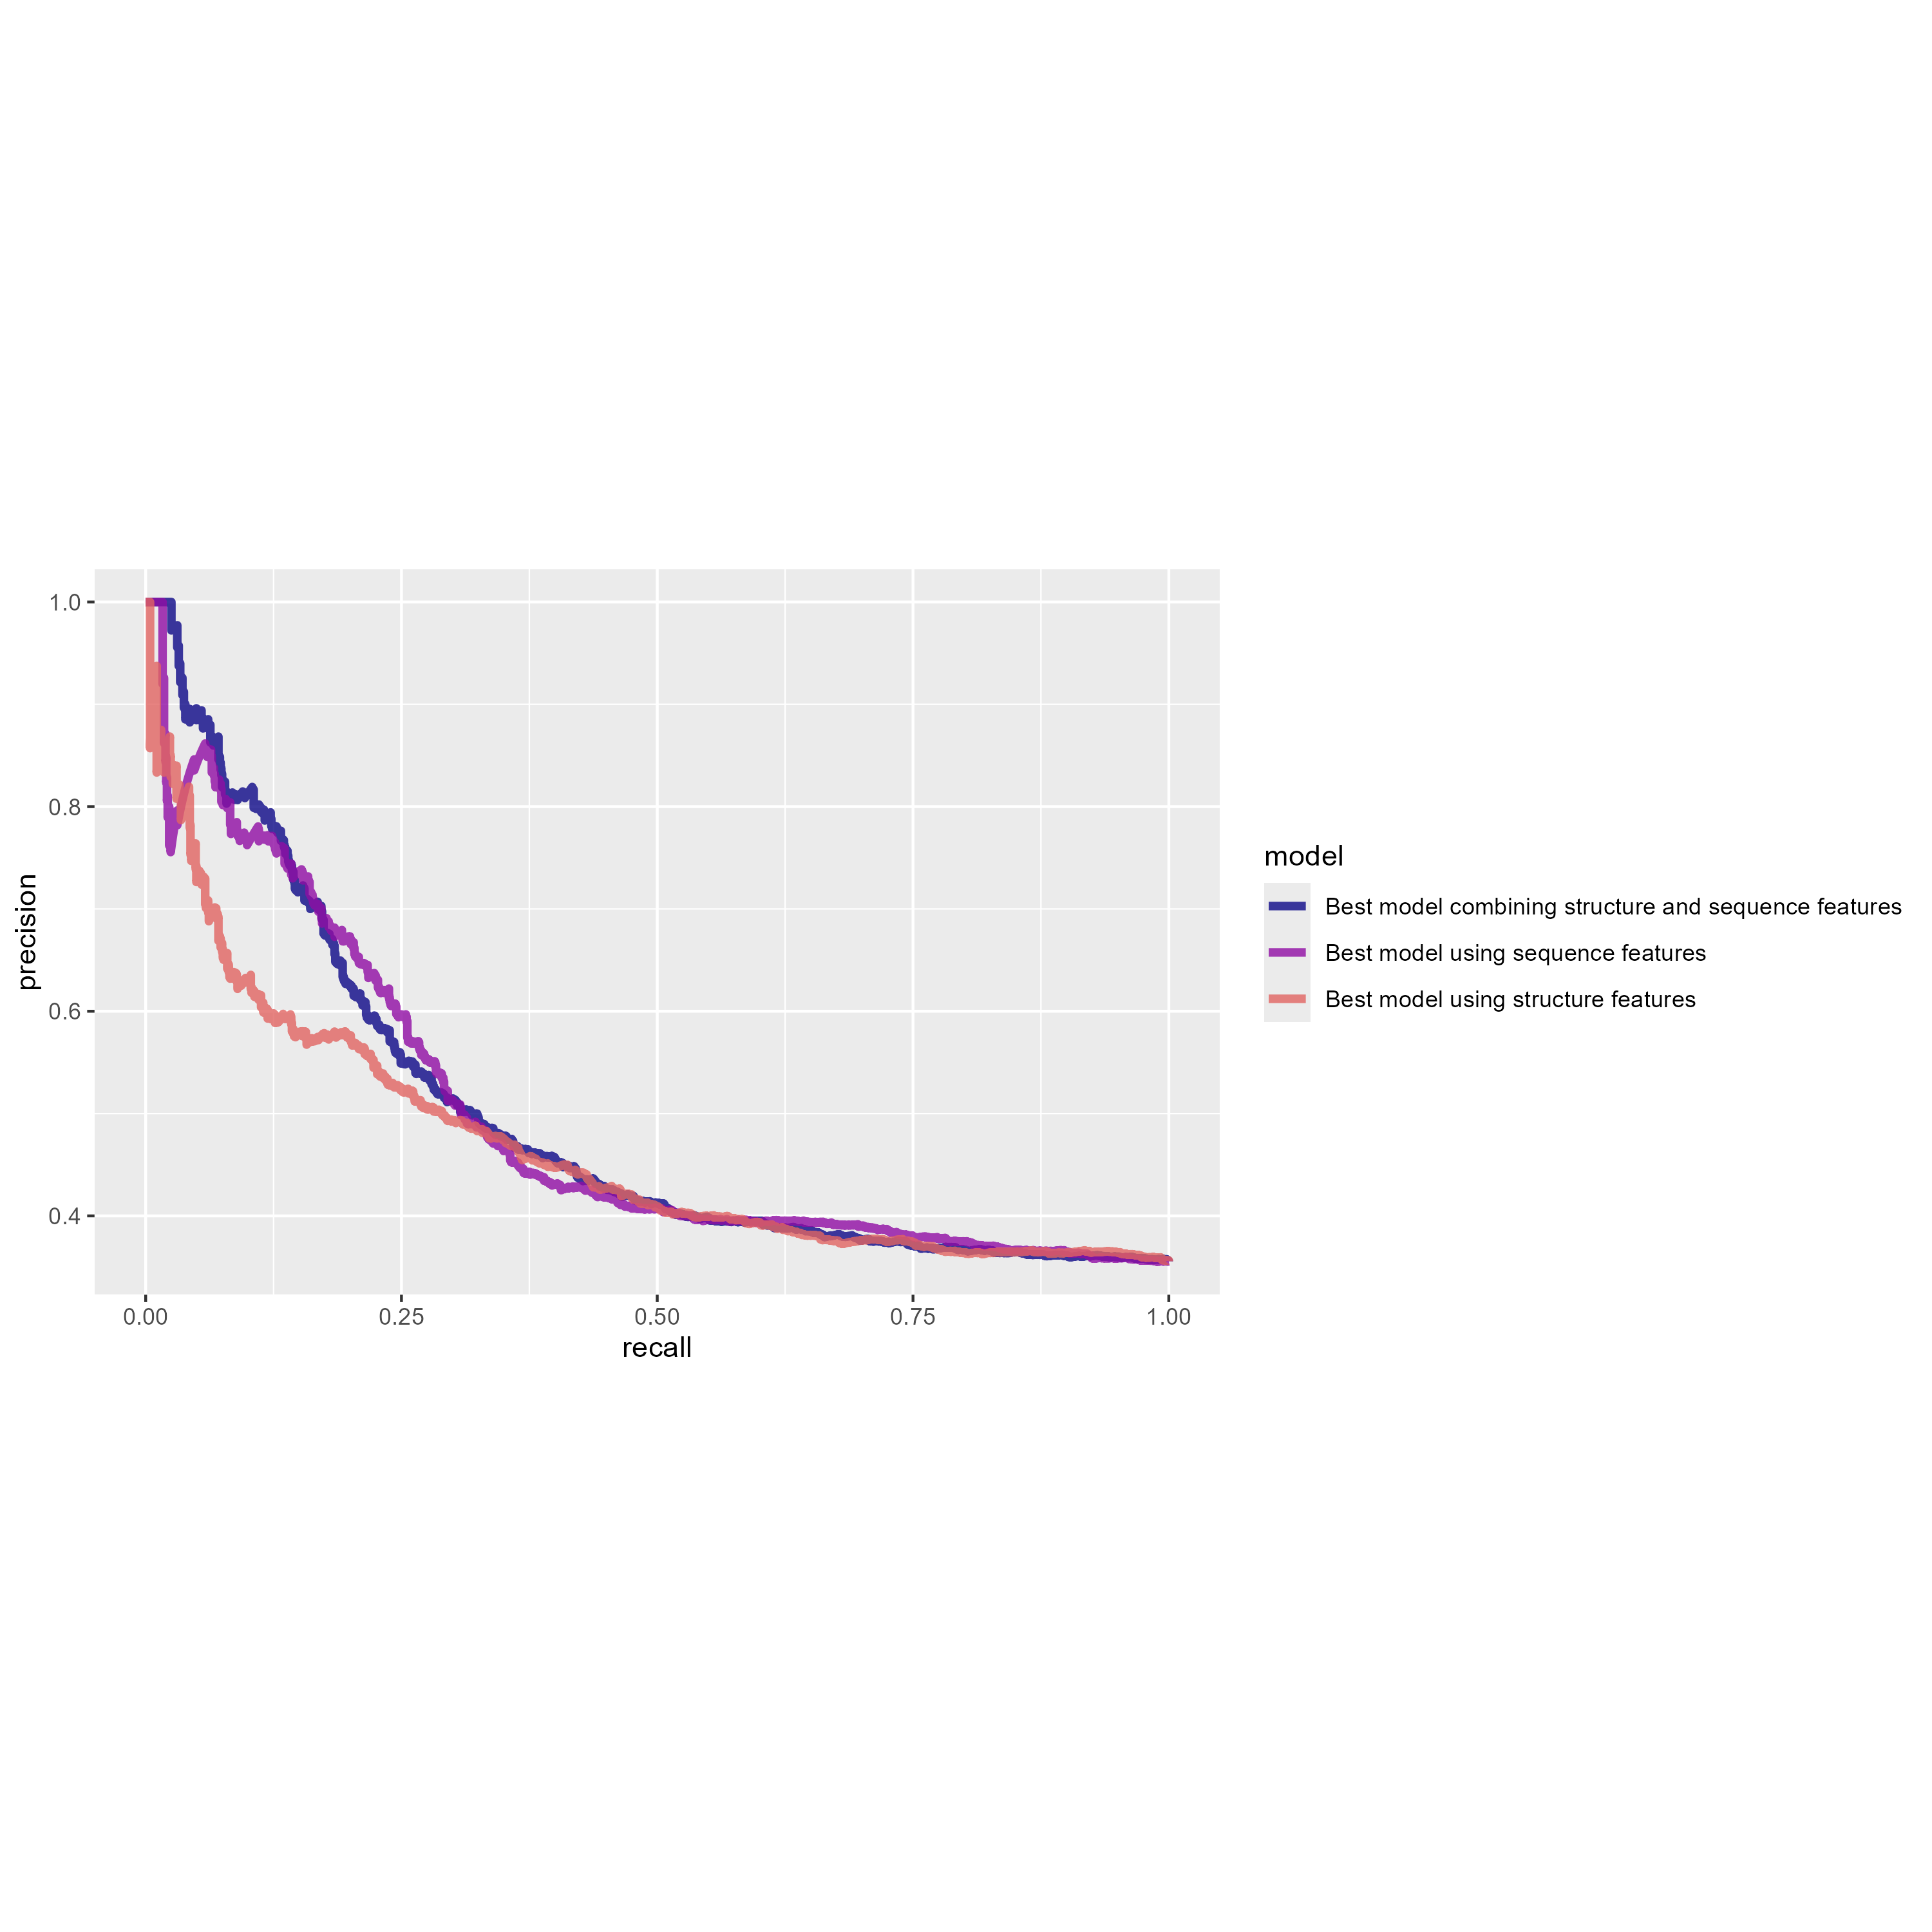 1.0
0.8
0.6
0.4
precision
0.00
0.25
0.50
0.75
1.00
recall
model
Best model combining structure and sequence features
Best model using sequence features
Best model using structure features